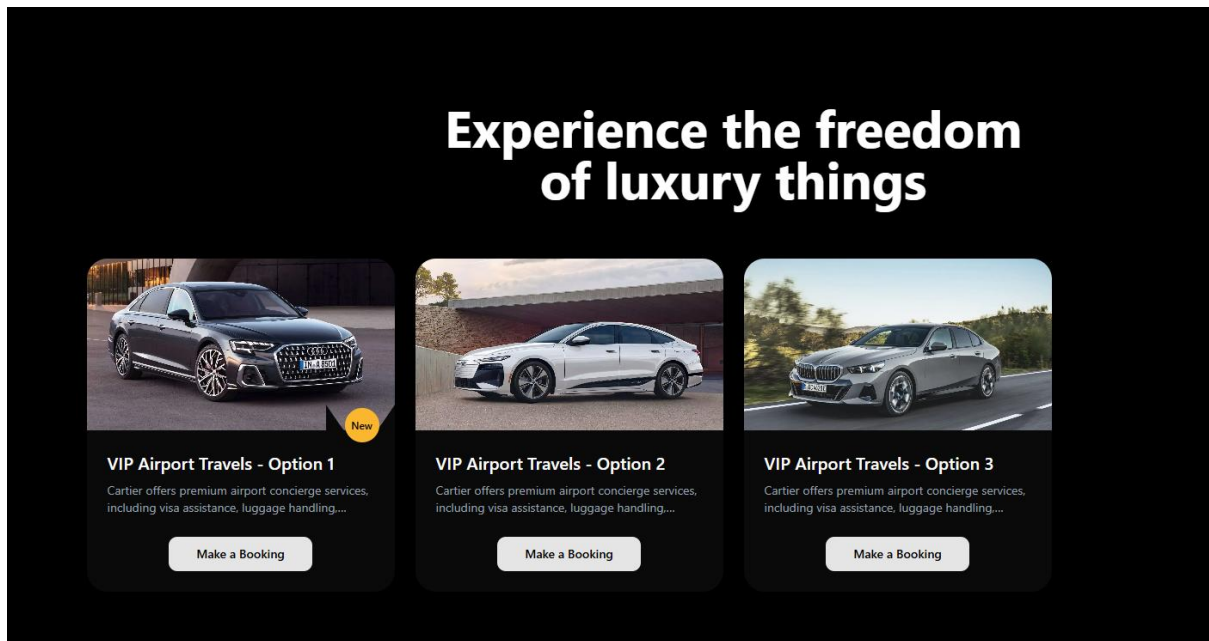 Experience the freedom
of luxury things
New
VIP Airport Travels - Option 1
Cartier offers premium airport concierge services,
including visa assistance, luggage handling,...
Make a Booking
VIP Airport Travels - Option 2
Cartier offers premium airport concierge services,
including visa assistance, luggage handling,...
Make a Booking
VIP Airport Travels - Option 3
Cartier offers premium airport concierge services,
including visa assistance, luggage handling,...
Make a Booking